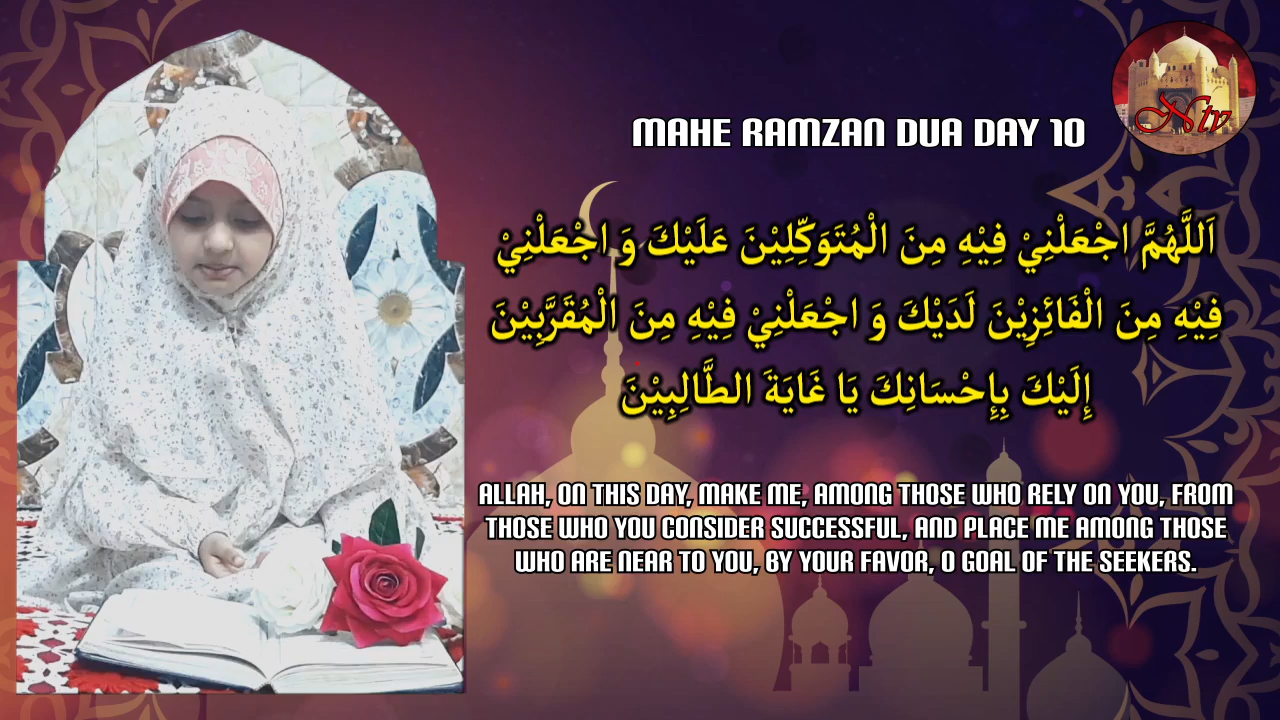 Ntv
MAHE RAMZAN DUA DAY 10
اَللَّهُمَّ اجْعَلْنِيْ فِيْهِ مِنَ الْمُتَوَكِّلِيْنَ عَلَيْكَ وَ اجْعَلْنِيْ
فِيْهِ مِنَ الْفَائِزِيْنَ لَدَيْكَ وَ اجْعَلْنِيْ فِيْهِ مِنَ الْمُقَرَّبِيْنَ
إِلَيْكَ بِإِحْسَانِكَ يَا غَايَةَ الطَّالِبِيْنَ
ALLAH, ON THIS DAY, MAKE ME, AMONG THOSE WHO RELY ON YOU, FROM
THOSE WHO YOU CONSIDER SUCCESSFUL, AND PLACE ME AMONG THOSE
WHO ARE NEAR TO YOU, BY YOUR FAVOR, O GOAL OF THE SEEKERS.